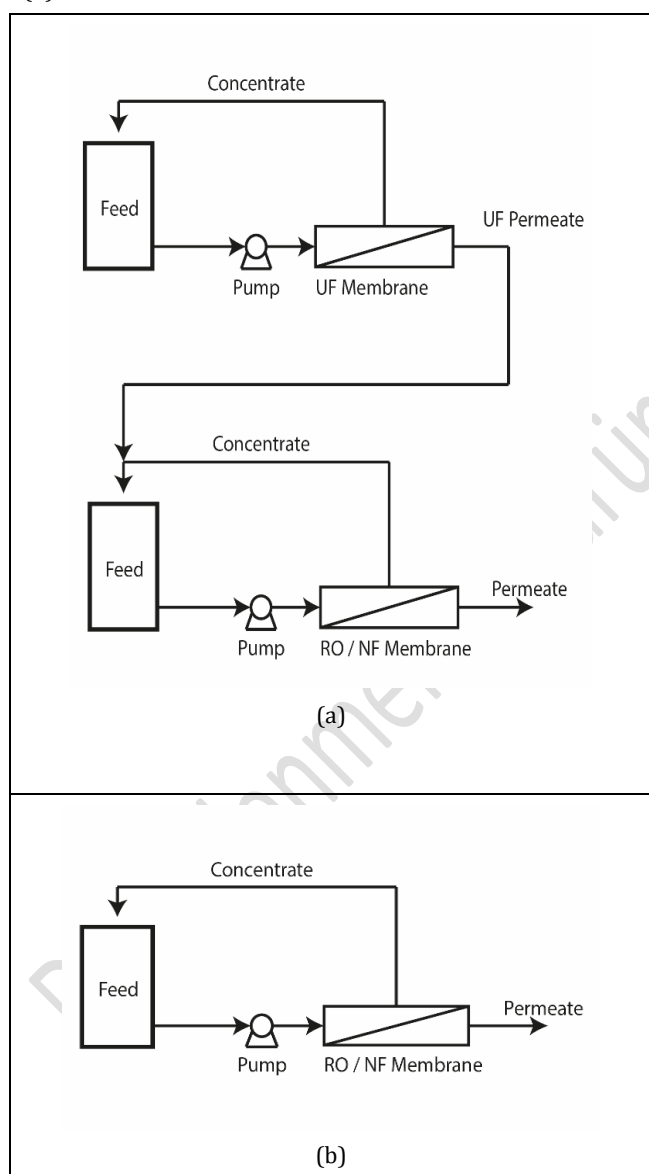 Concentrate
Feed
UF Permeate
Pump
UF Membrane
Concentrate
Feed
Permeate
Pump
RO / NF Membrane
(a)
Concentrate
Feed
Permeate
Pump
RO / NF Membrane
(b)